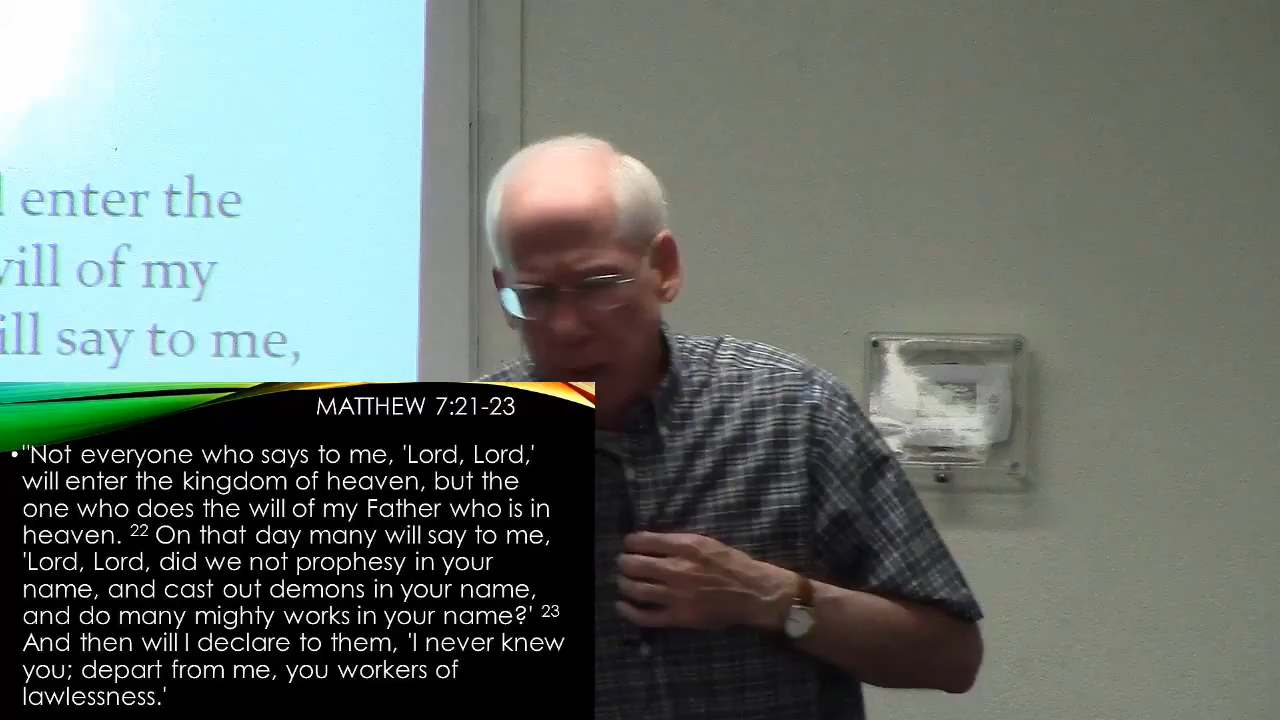 enter the
will of my
ill say to me,
MATTHEW 7:21-23
•"Not everyone who says to me, 'Lord, Lord,'
will enter the kingdom of heaven, but the
one who does the will of my Father who is in
heaven. 22 On that day many will say to me,
'Lord, Lord, did we not prophesy in your
name, and cast out demons in your name,
and do many mighty works in your name?' 23
And then will I declare to them, 'I never knew
you; depart from me, you workers of
lawlessness.'